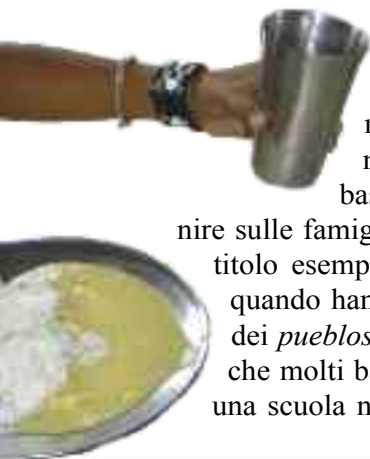 bas
nire sulle famig
titolo esemp
quando han
dei pueblos
che molti b
una scuola n